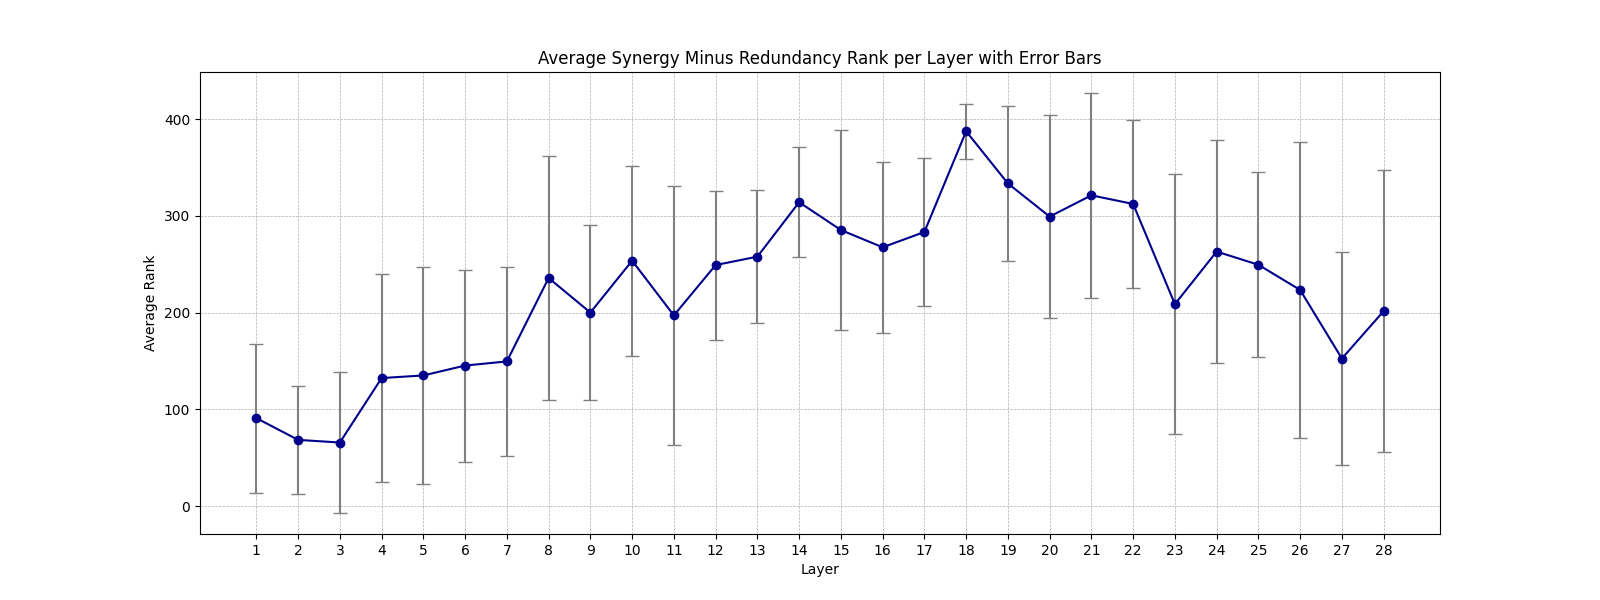 Average Synergy Minus Redundancy Rank per Layer with Error Bars
400
300
200
100
0
Average Rank
1 2 3 4 5 6 7 8 9 10 11 12 13 14 15 16 17 18 19 20 21 22 23 24 25 26 27 28
Layer